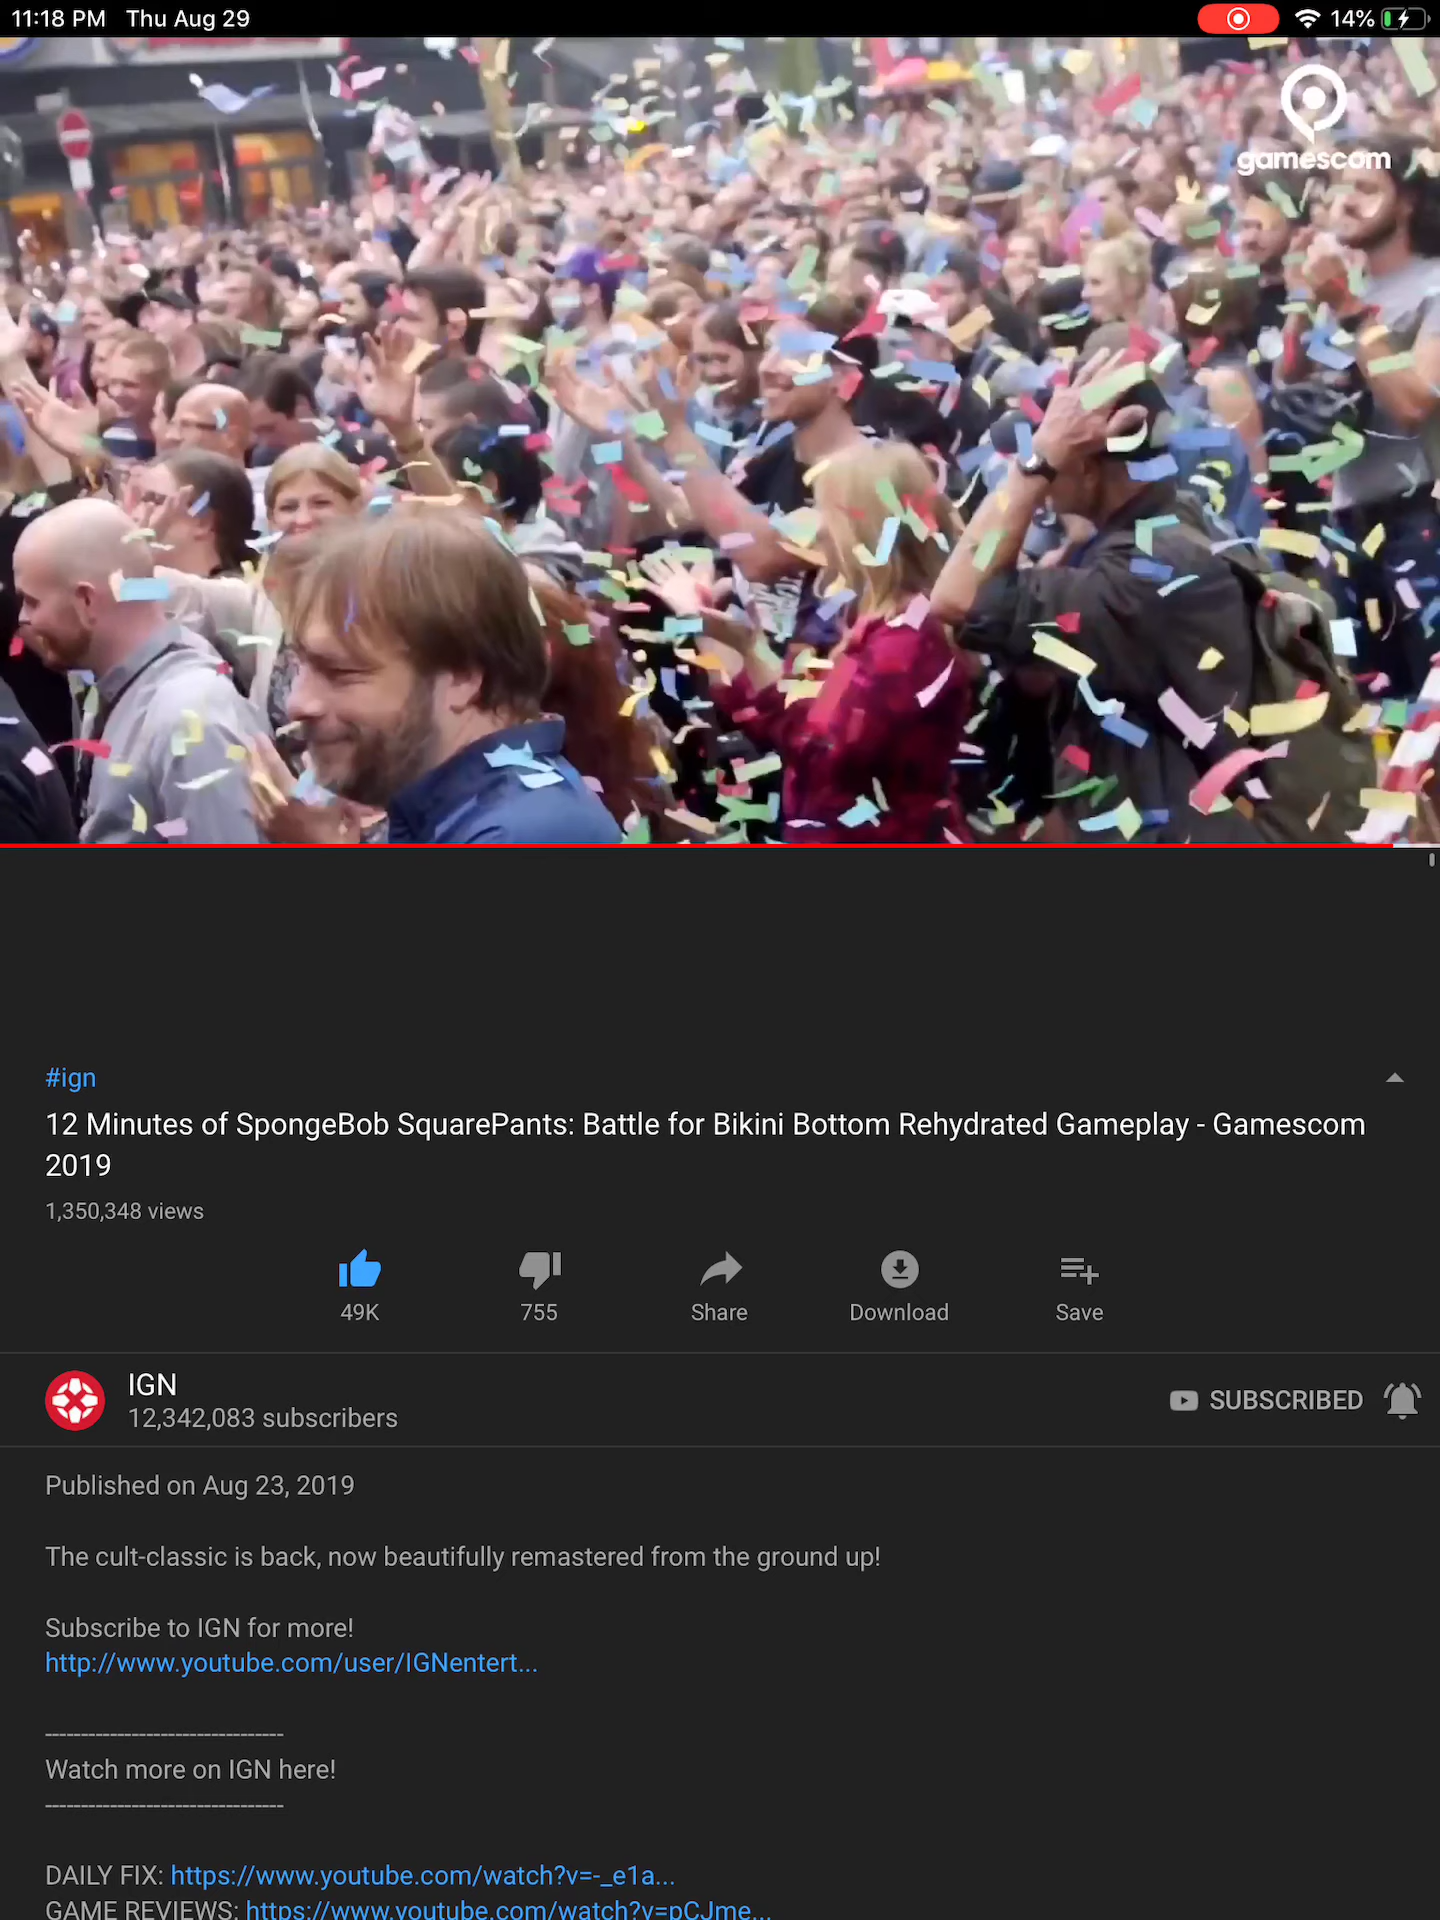 11:18 PM Thu Aug 29 14%
gamescom
#ign
12 Minutes of SpongeBob SquarePants: Battle for Bikini Bottom Rehydrated Gameplay - Gamescom
2019
1,350,348 views
49K 755 Share Download Save
IGN
12,342,083 subscribers
SUBSCRIBED
Published on Aug 23, 2019
The cult-classic is back, now beautifully remastered from the ground up!
Subscribe to IGN for more!
http://www.youtube.com/user/IGNentert...
---------------------------------
Watch more on IGN here!
---------------------------------
DAILY FIX: https://www.youtube.com/watch?v=-_e1a...
GAME REVIEWS: https://www.youtube.com/watch?v=pCJme...